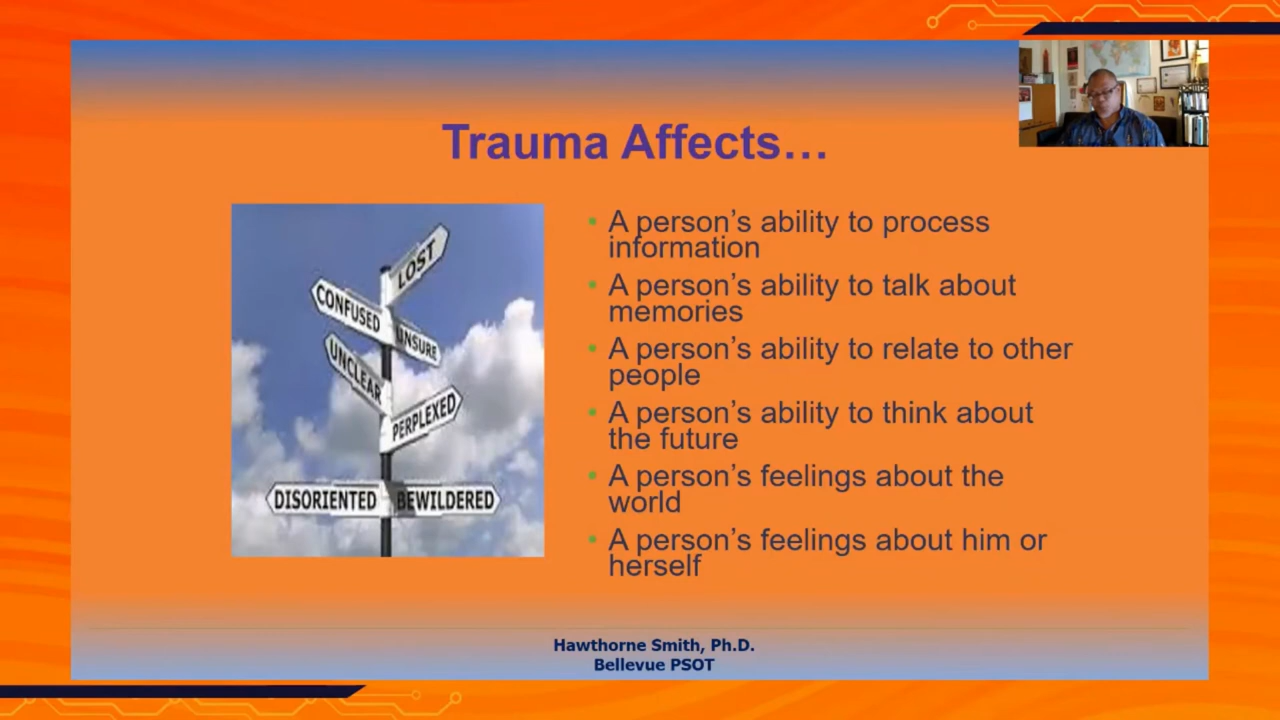 Trauma Affects…
LOST
CONFUSED
UNSURE
UNCLEAR
PERPLEXED
DISORIENTED
BEWILDERED
• A person’s ability to process
information
• A person’s ability to talk about
memories
• A person’s ability to relate to other
people
• A person’s ability to think about
the future
• A person’s feelings about the
world
• A person’s feelings about him or
herself
Hawthorne Smith, Ph.D.
Bellevue PSOT